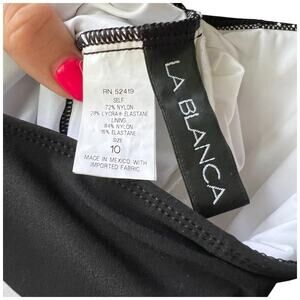 RN 52419
SELF
72% NYLON
28% LYCRA® ELASTANE
LINING
84% NYLON
16% ELASTANE
SIZE
10
MADE IN MEXICO WITH
IMPORTED FABRIC
LA BLANCA